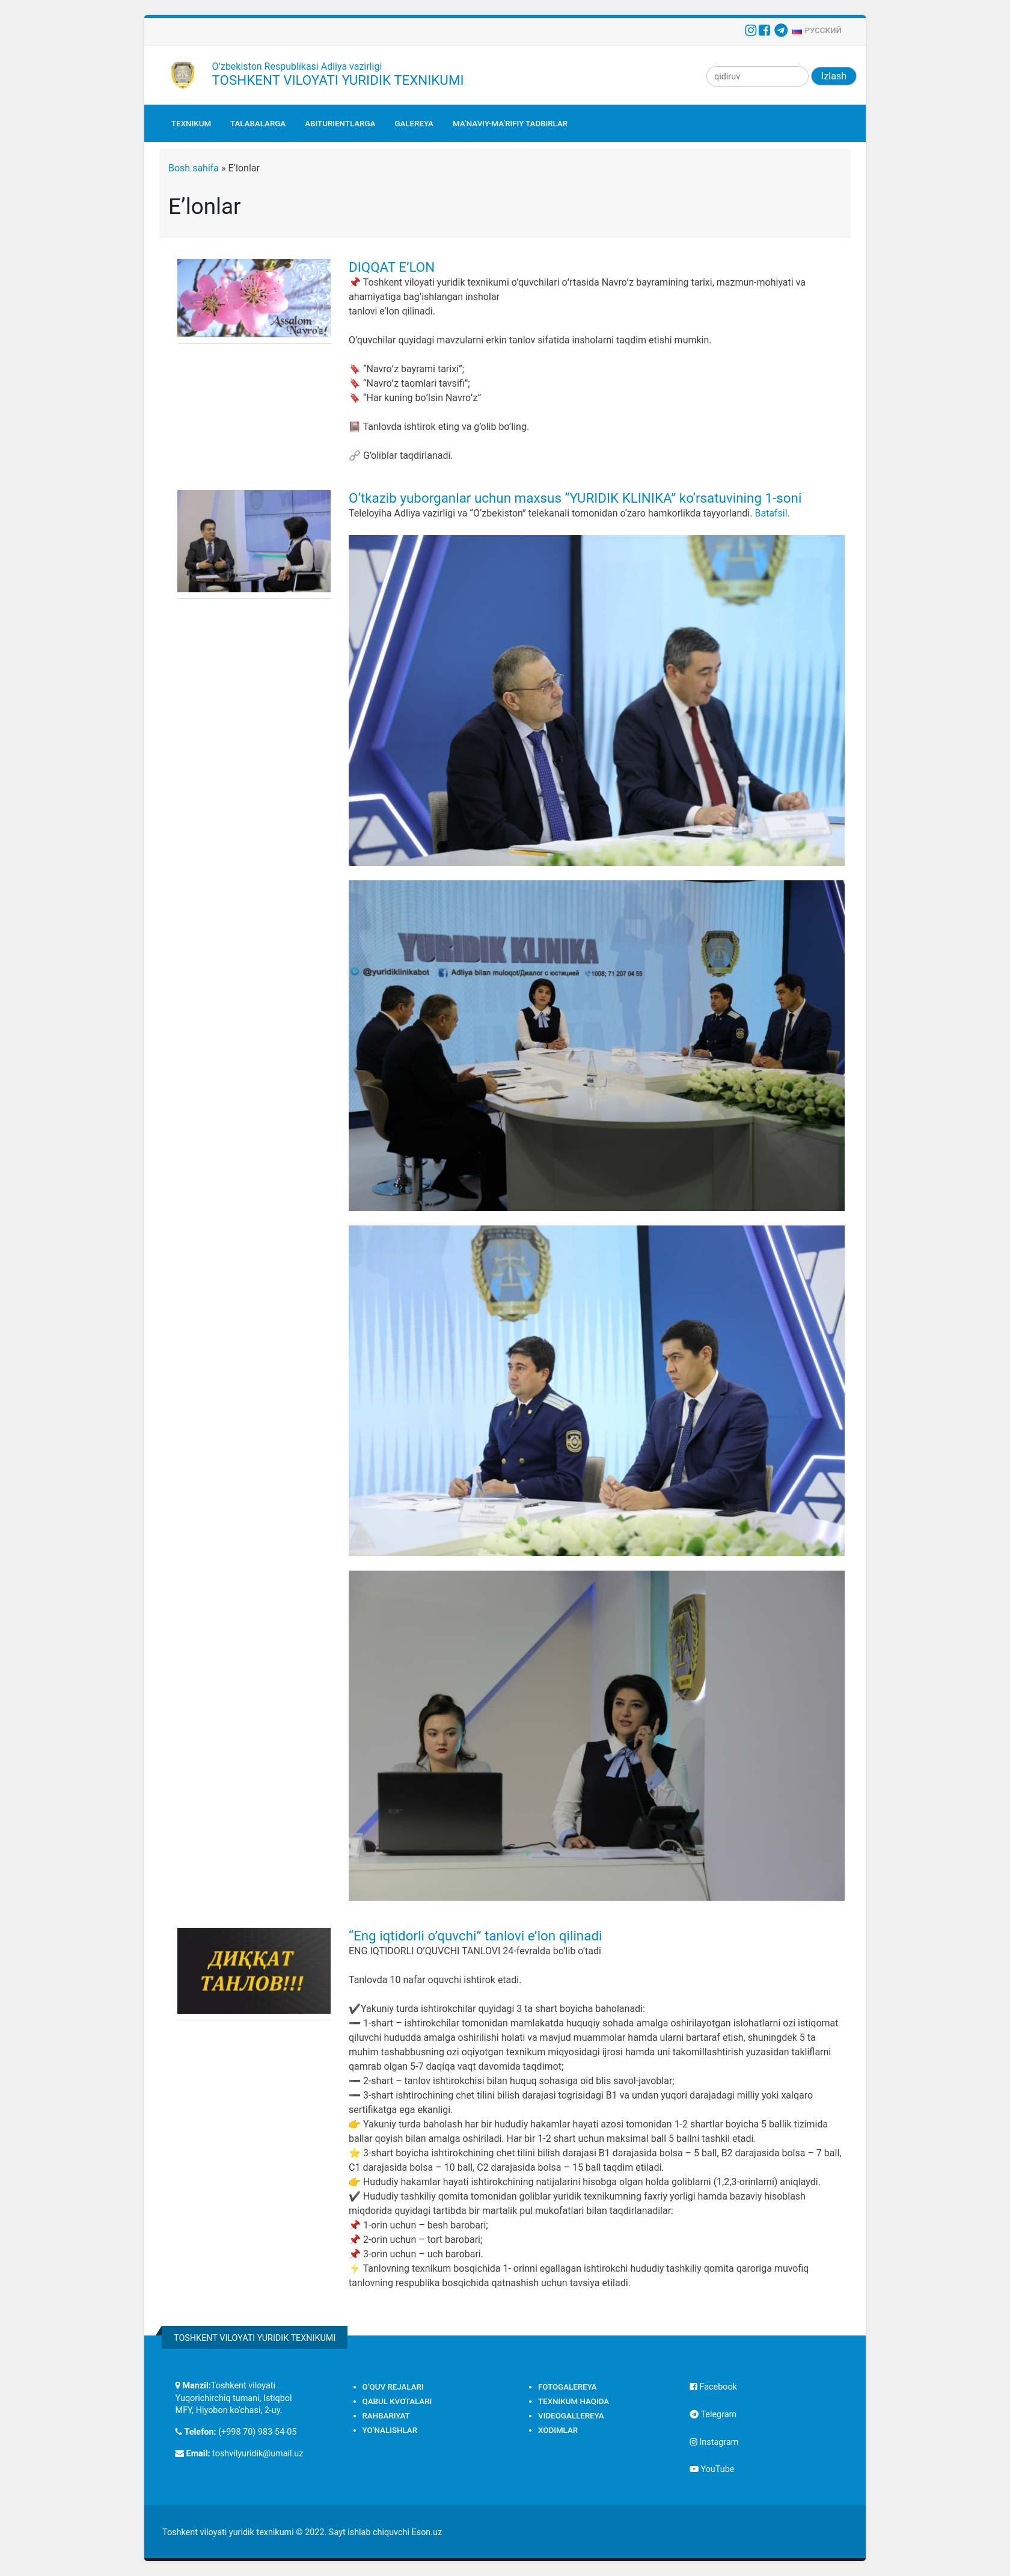 РУССКИЙ
O'zbekiston Respublikasi Adliya vazirligi
TOSHKENT VILOYATI YURIDIK TEXNIKUMI
qidiruv
Izlash
TEXNIKUM
TALABALARGA
ABITURIENTLARGA
GALEREYA
MA'NAVIY-MA'RIFIY TADBIRLAR
Bosh sahifa » E'lonlar
E’lonlar
Assalom
Navro'z!
DIQQAT E’LON
📌 Toshkent viloyati yuridik texnikumi o‘quvchilari o‘rtasida Navro‘z bayramining tarixi, mazmun-mohiyati va
ahamiyatiga bag‘ishlangan insholar
tanlovi e’lon qilinadi.
O‘quvchilar quyidagi mavzularni erkin tanlov sifatida insholarni taqdim etishi mumkin.
🔖 “Navro‘z bayrami tarixi”;
🔖 “Navro‘z taomlari tavsifi”;
🔖 “Har kuning bo‘lsin Navro‘z”
📔 Tanlovda ishtirok eting va g‘olib bo‘ling.
🔗 G‘oliblar taqdirlanadi.
O‘tkazib yuborganlar uchun maxsus “YURIDIK KLINIKA” ko‘rsatuvining 1-soni
Teleloyiha Adliya vazirligi va “O‘zbekiston” telekanali tomonidan o‘zaro hamkorlikda tayyorlandi. Batafsil.
YURIDIK KLINIKA
@yuridiklinikabot Adliya bilan muloqot/Диалог с юстицией 1008; 71 207 04 55
ДИҚҚАТ
ТАНЛОВ!!!
“Eng iqtidorli o‘quvchi” tanlovi e’lon qilinadi
ENG IQTIDORLI O‘QUVCHI TANLOVI 24-fevralda bo‘lib o‘tadi
Tanlovda 10 nafar oquvchi ishtirok etadi.
✔️Yakuniy turda ishtirokchilar quyidagi 3 ta shart boyicha baholanadi:
➖ 1-shart – ishtirokchilar tomonidan mamlakatda huquqiy sohada amalga oshirilayotgan islohatlarni ozi istiqomat
qiluvchi hududda amalga oshirilishi holati va mavjud muammolar hamda ularni bartaraf etish, shuningdek 5 ta
muhim tashabbusning ozi oqiyotgan texnikum miqyosidagi ijrosi hamda uni takomillashtirish yuzasidan takliflarni
qamrab olgan 5-7 daqiqa vaqt davomida taqdimot;
➖ 2-shart – tanlov ishtirokchisi bilan huquq sohasiga oid blis savol-javoblar;
➖ 3-shart ishtirochining chet tilini bilish darajasi togrisidagi B1 va undan yuqori darajadagi milliy yoki xalqaro
sertifikatga ega ekanligi.
👉 Yakuniy turda baholash har bir hududiy hakamlar hayati azosi tomonidan 1-2 shartlar boyicha 5 ballik tizimida
ballar qoyish bilan amalga oshiriladi. Har bir 1-2 shart uchun maksimal ball 5 ballni tashkil etadi.
⭐️ 3-shart boyicha ishtirokchining chet tilini bilish darajasi B1 darajasida bolsa – 5 ball, B2 darajasida bolsa – 7 ball,
C1 darajasida bolsa – 10 ball, C2 darajasida bolsa – 15 ball taqdim etiladi.
👉 Hududiy hakamlar hayati ishtirokchining natijalarini hisobga olgan holda goliblarni (1,2,3-orinlarni) aniqlaydi.
✔️ Hududiy tashkiliy qomita tomonidan goliblar yuridik texnikumning faxriy yorligi hamda bazaviy hisoblash
miqdorida quyidagi tartibda bir martalik pul mukofatlari bilan taqdirlanadilar:
📌 1-orin uchun – besh barobari;
📌 2-orin uchun – tort barobari;
📌 3-orin uchun – uch barobari.
⚡️ Tanlovning texnikum bosqichida 1- orinni egallagan ishtirokchi hududiy tashkiliy qomita qaroriga muvofiq
tanlovning respublika bosqichida qatnashish uchun tavsiya etiladi.
TOSHKENT VILOYATI YURIDIK TEXNIKUMI
Manzil:Toshkent viloyati
Yuqorichirchiq tumani, Istiqbol
MFY, Hiyobon ko‘chasi, 2-uy.
Telefon: (+998 70) 983-54-05
Email: toshvilyuridik@umail.uz
O‘QUV REJALARI
QABUL KVOTALARI
RAHBARIYAT
YO‘NALISHLAR
FOTOGALEREYA
TEXNIKUM HAQIDA
VIDEOGALLEREYA
XODIMLAR
Facebook
Telegram
Instagram
YouTube
Toshkent viloyati yuridik texnikumi © 2022. Sayt ishlab chiquvchi Eson.uz